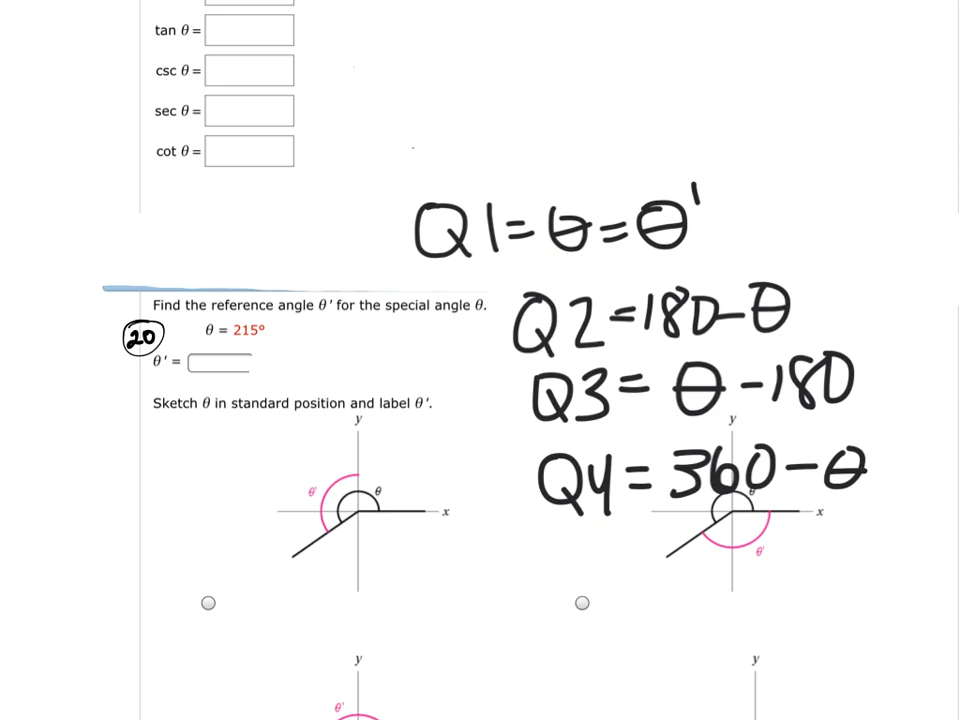 tan θ =
csc θ =
sec θ =
cot θ =
Q1=θ=θ'
Find the reference angle θ' for the special angle θ.
20
θ = 215°
θ' =
Q2=180-θ
Q3=θ-180
Sketch θ in standard position and label θ'.
Q4=360-θ
y
θ'
θ
x
y
θ
x
θ'
y
θ'
y